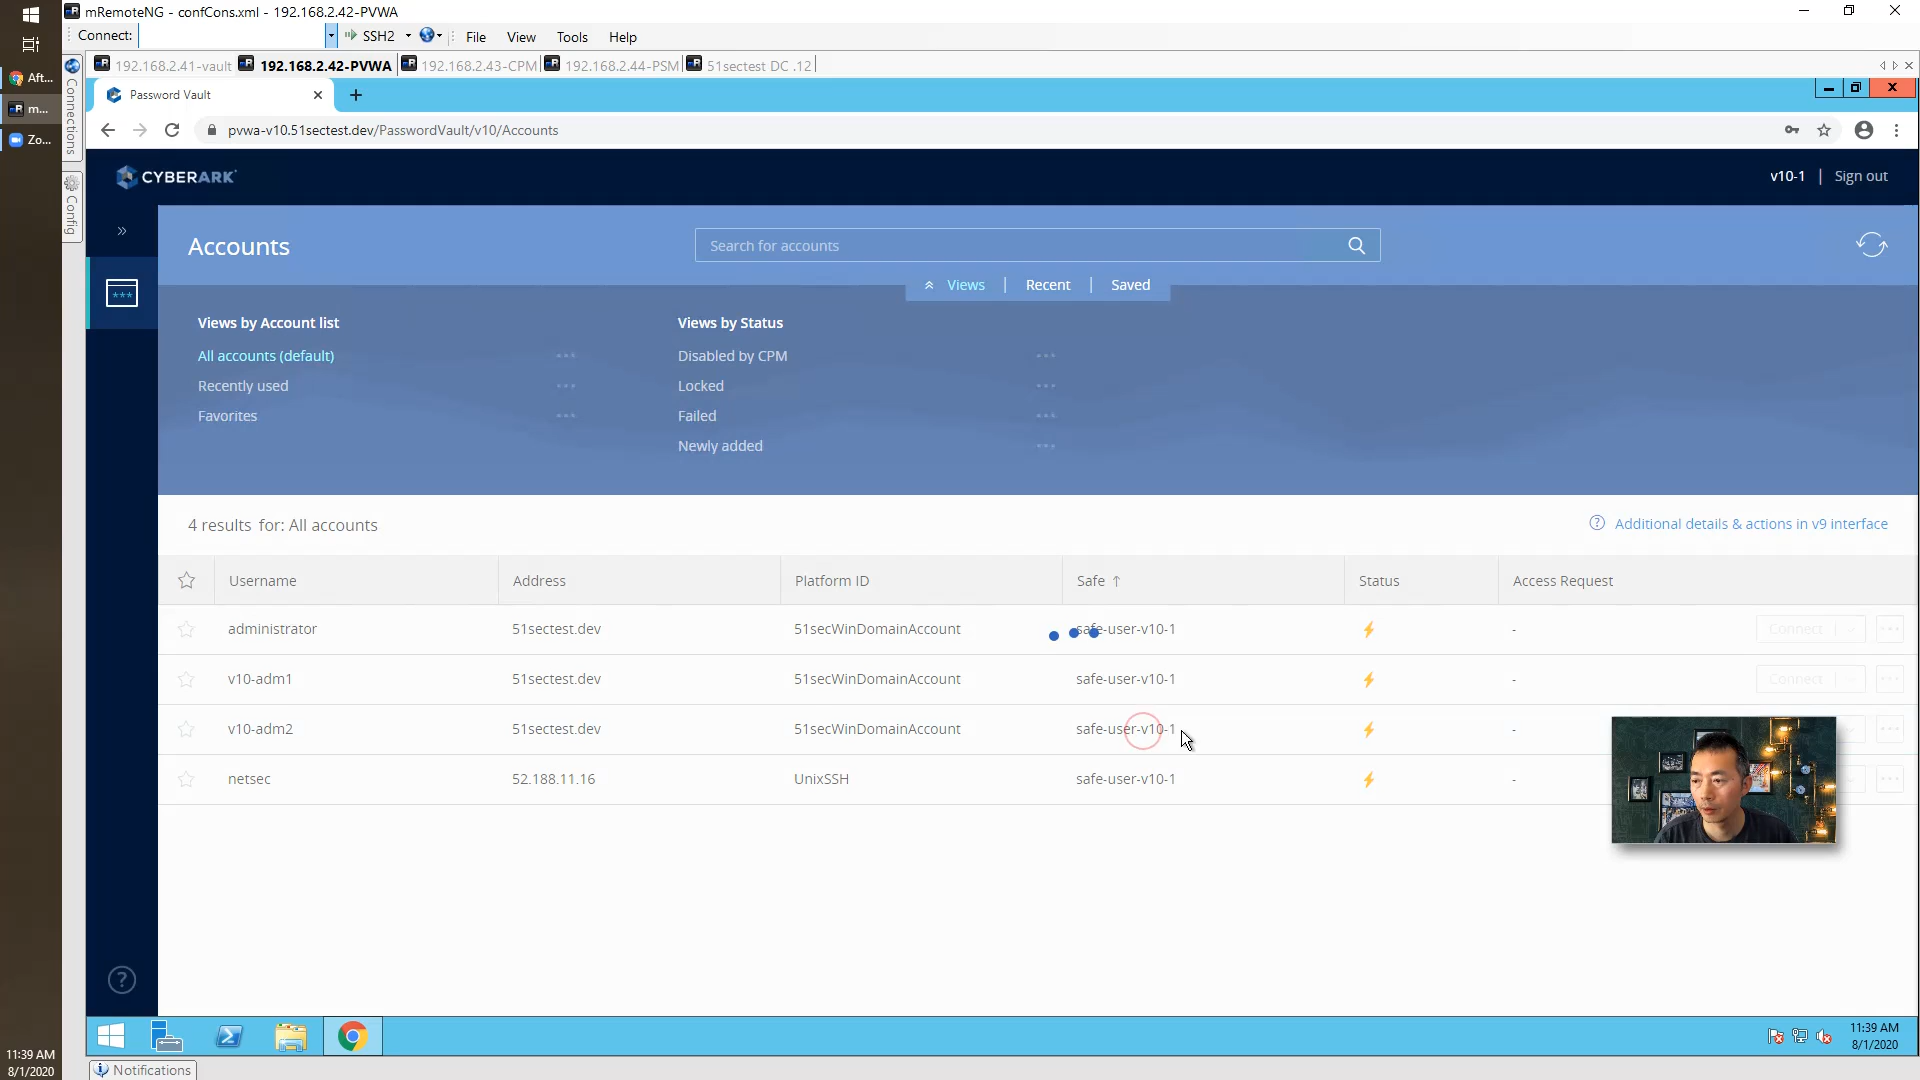 mRemoteNG - confCons.xml - 192.168.2.42-PVWA
Connect: SSH2 File View Tools Help
Aft...
m...
Zo...
Connections
Config
192.168.2.41-vault 192.168.2.42-PVWA 192.168.2.43-CPM 192.168.2.44-PSM 51sectest DC .12
Password Vault
pvwa-v10.51sectest.dev/PasswordVault/v10/Accounts
CYBERARK
v10-1 | Sign out
Accounts
Search for accounts
Views | Recent | Saved
Views by Account list
All accounts (default)
Recently used
Favorites
Views by Status
Disabled by CPM
Locked
Failed
Newly added
4 results for: All accounts
Additional details & actions in v9 interface
Username Address Platform ID Safe ↑ Status Access Request
administrator 51sectest.dev 51secWinDomainAccount safe-user-v10-1 - Connect
v10-adm1 51sectest.dev 51secWinDomainAccount safe-user-v10-1 - Connect
v10-adm2 51sectest.dev 51secWinDomainAccount safe-user-v10-1 -
netsec 52.188.11.16 UnixSSH safe-user-v10-1 -
11:39 AM
8/1/2020
11:39 AM
8/1/2020
Notifications